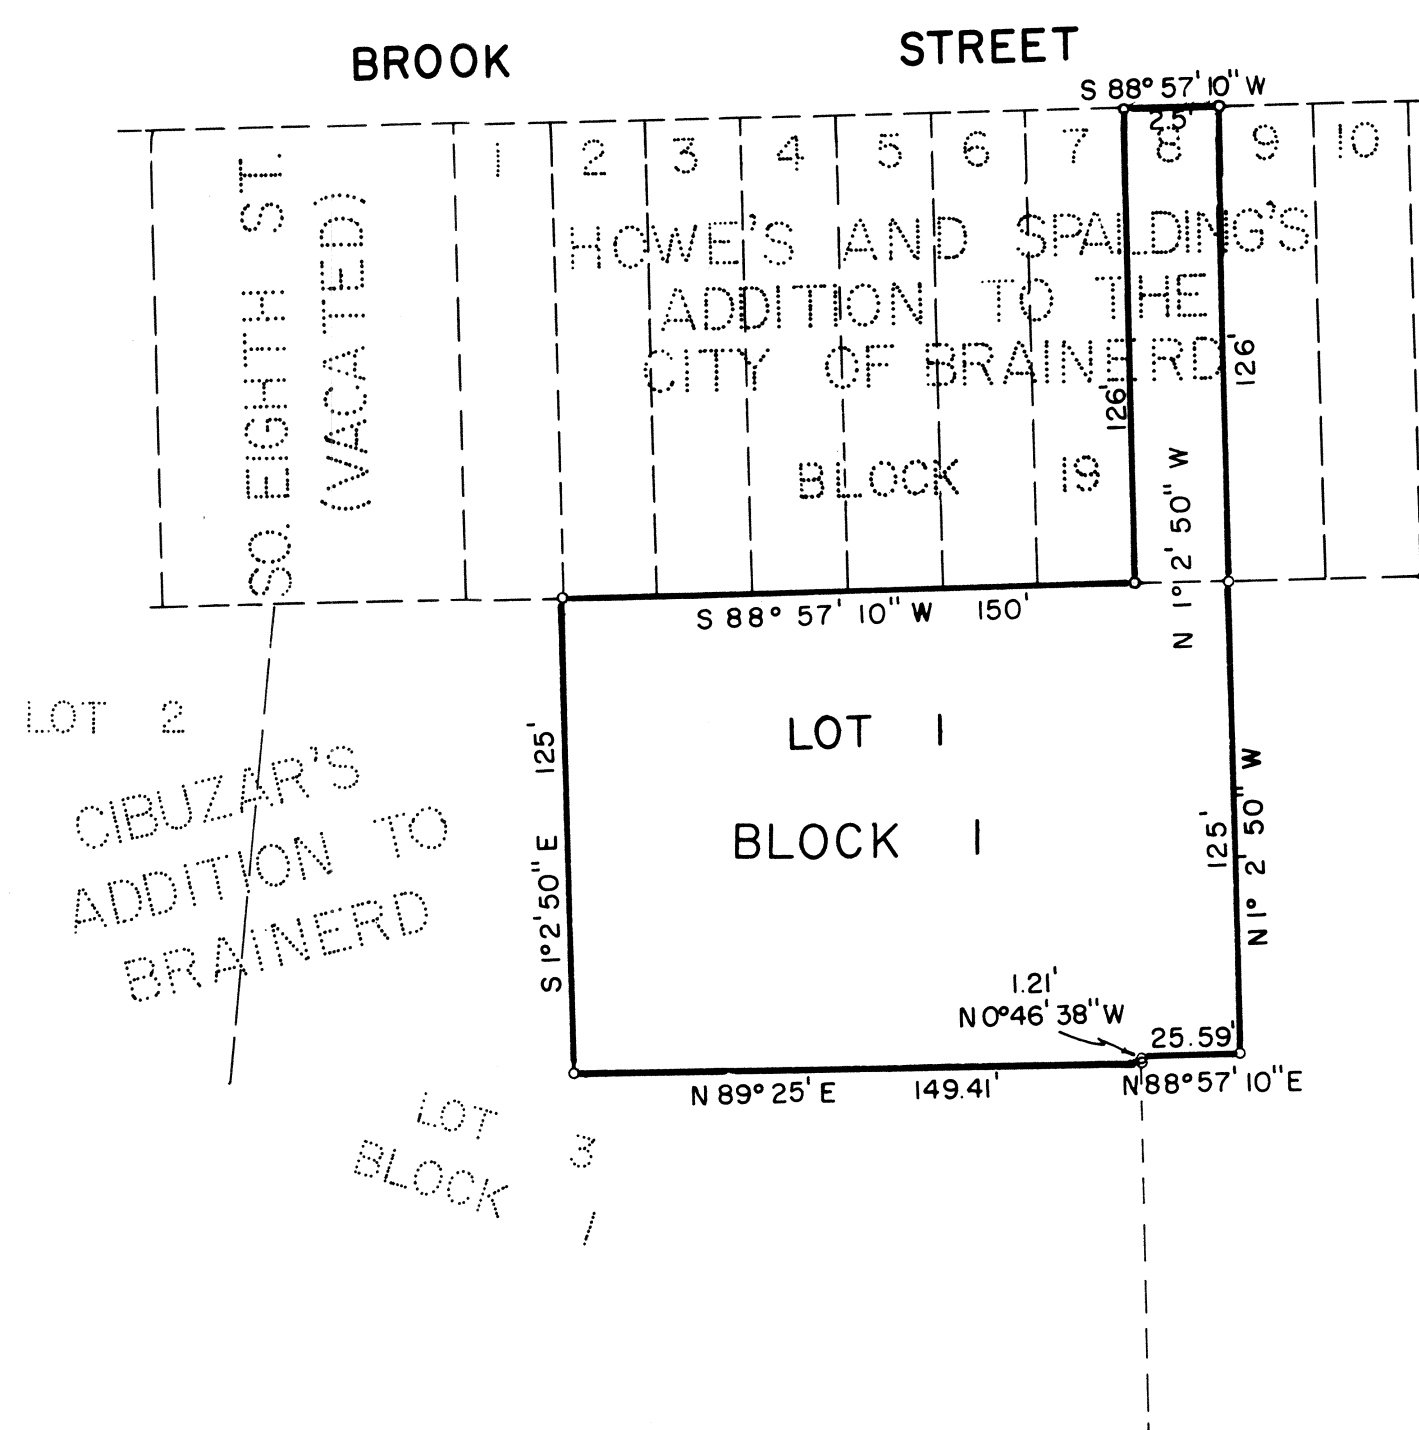 BROOK STREET
S 88° 57' 10" W
25'
1 2 3 4 5 6 7 8 9 10
SO. EIGHTH ST.
(VACATED)
HOWE'S AND SPALDING'S
ADDITION TO THE
CITY OF BRAINERD
BLOCK 19
126'
126'
N 1° 2' 50" W
S 88° 57' 10" W 150'
LOT 2
CIBUZAR'S
ADDITION TO
BRAINERD
125'
S 1° 2' 50" E
LOT 1
BLOCK 1
125'
N 1° 2' 50" W
1.21'
N 0° 46' 38" W
25.59'
N 88° 57' 10" E
N 89° 25' E 149.41'
LOT 3
BLOCK 1